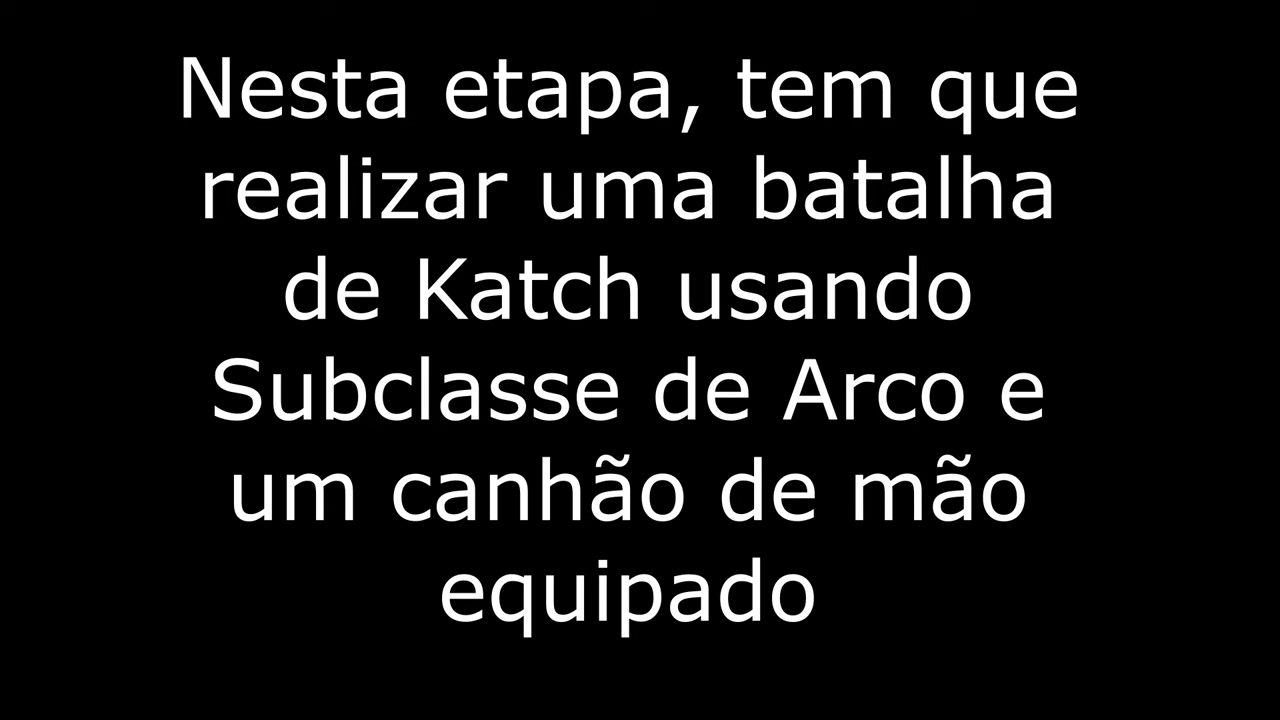 Nesta etapa, tem que
realizar uma batalha
de Katch usando
Subclasse de Arco e
um canhão de mão
equipado